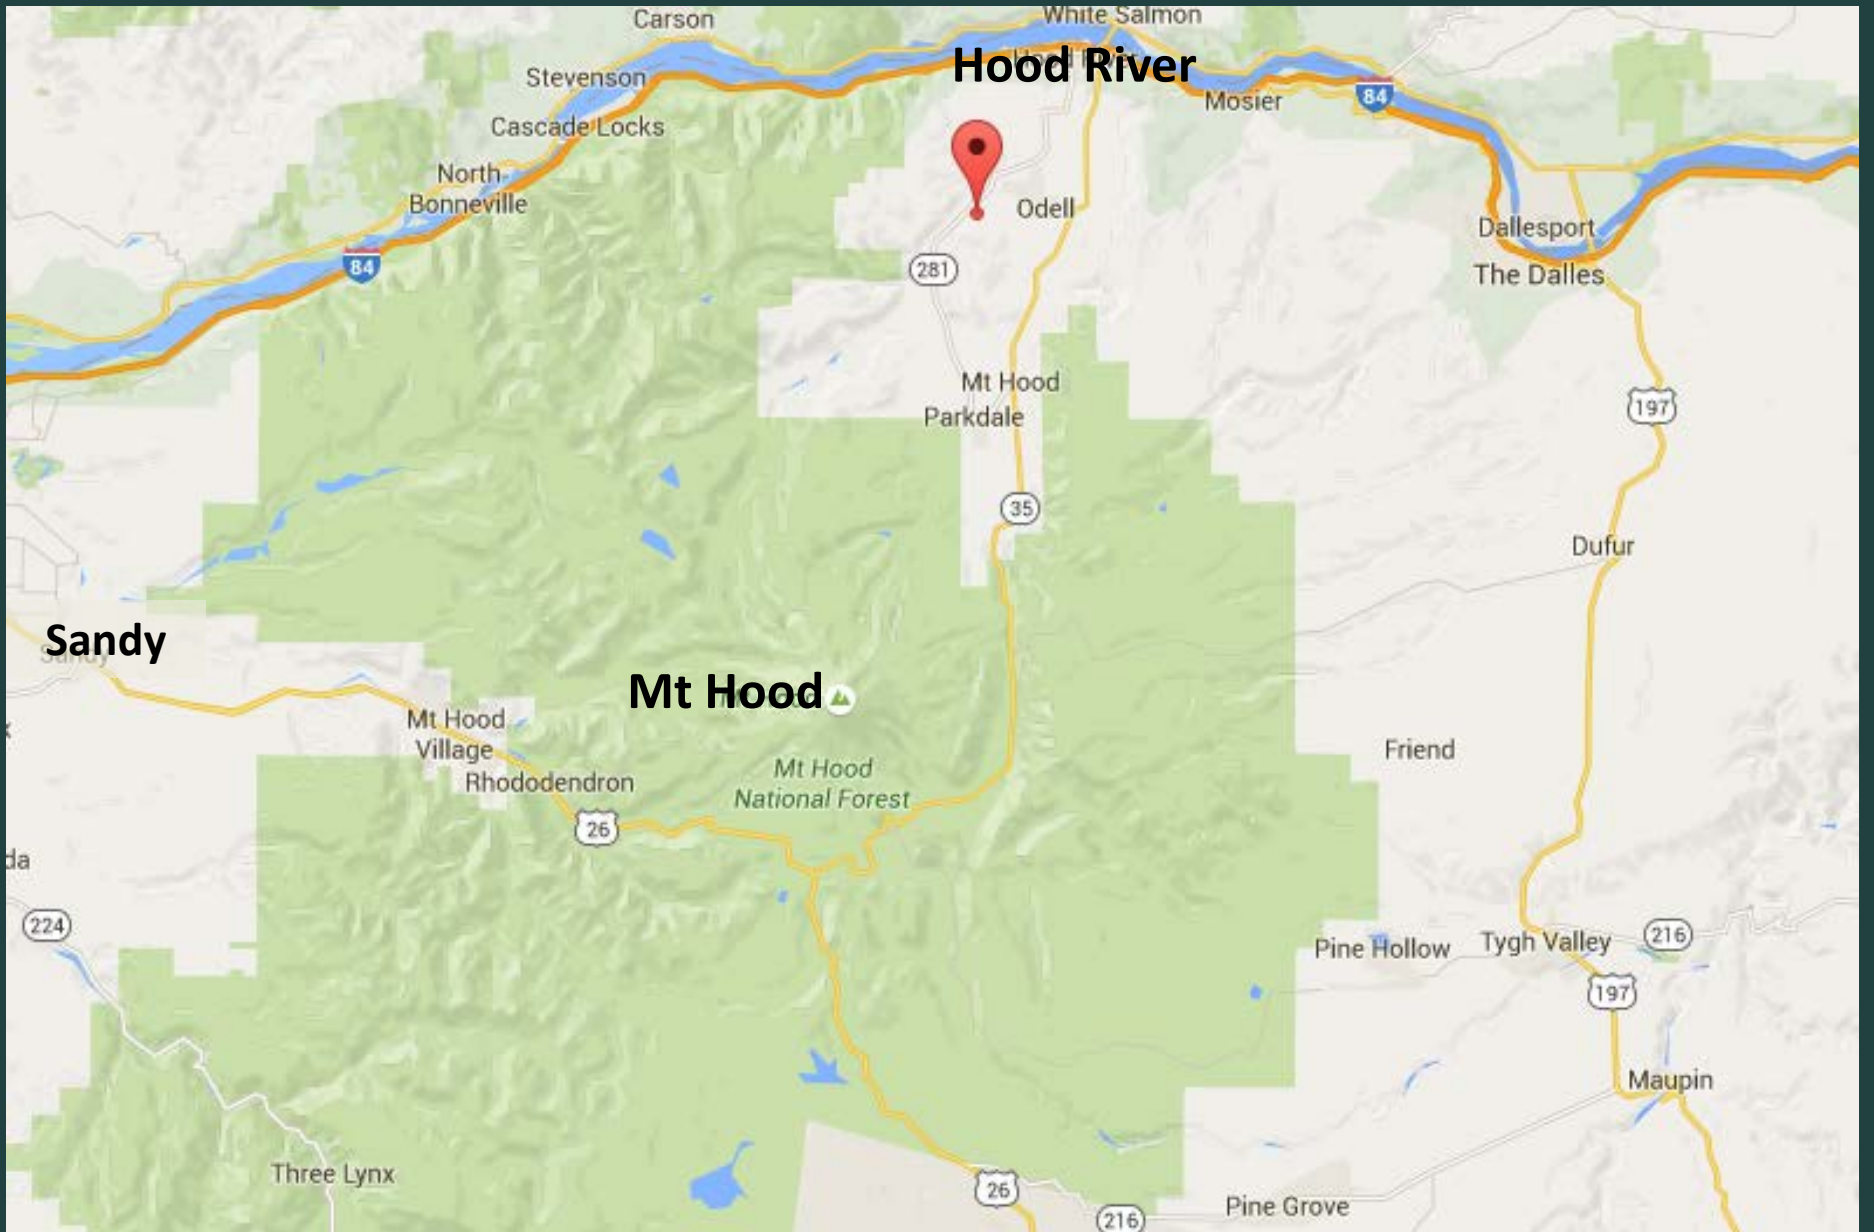 Carson
White Salmon
Hood River
Stevenson
Mosier
84
Cascade Locks
North
Bonneville
Odell
Dallesport
84
281
The Dalles
Mt Hood
Parkdale
197
35
Dufur
Sandy
Sandy
Mt Hood
Mt Hood
Village
Friend
Mt Hood
National Forest
Rhododendron
26
da
224
Pine Hollow
Tygh Valley
216
197
Maupin
Three Lynx
26
Pine Grove
216